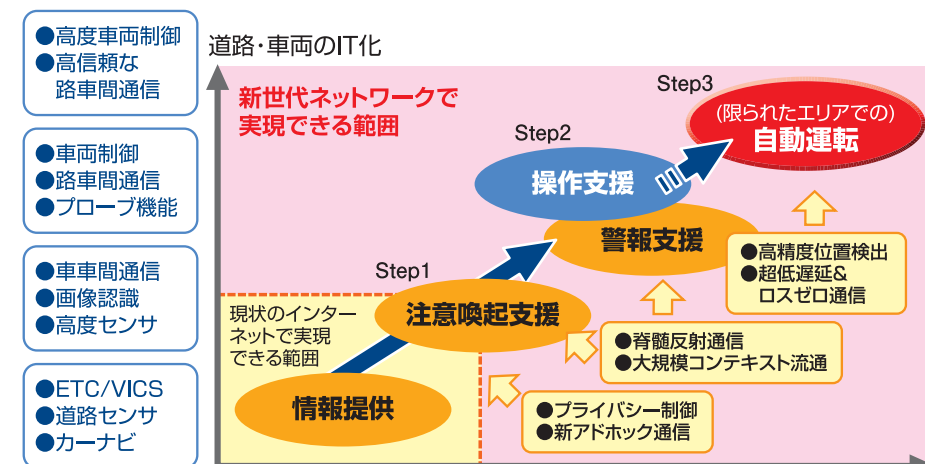 ●高度車両制御
●高信頼な
路車間通信
●車両制御
●路車間通信
●プローブ機能
●車車間通信
●画像認識
●高度センサ
●ETC/VICS
●道路センサ
●カーナビ
道路・車両のIT化
新世代ネットワークで
実現できる範囲
Step3
(限られたエリアでの)
自動運転
Step2
操作支援
警報支援
●高精度位置検出
●超低遅延&
ロスゼロ通信
Step1
注意喚起支援
現状のインター
ネットで実現
できる範囲
●脊髄反射通信
●大規模コンテキスト流通
情報提供
●プライバシー制御
●新アドホック通信